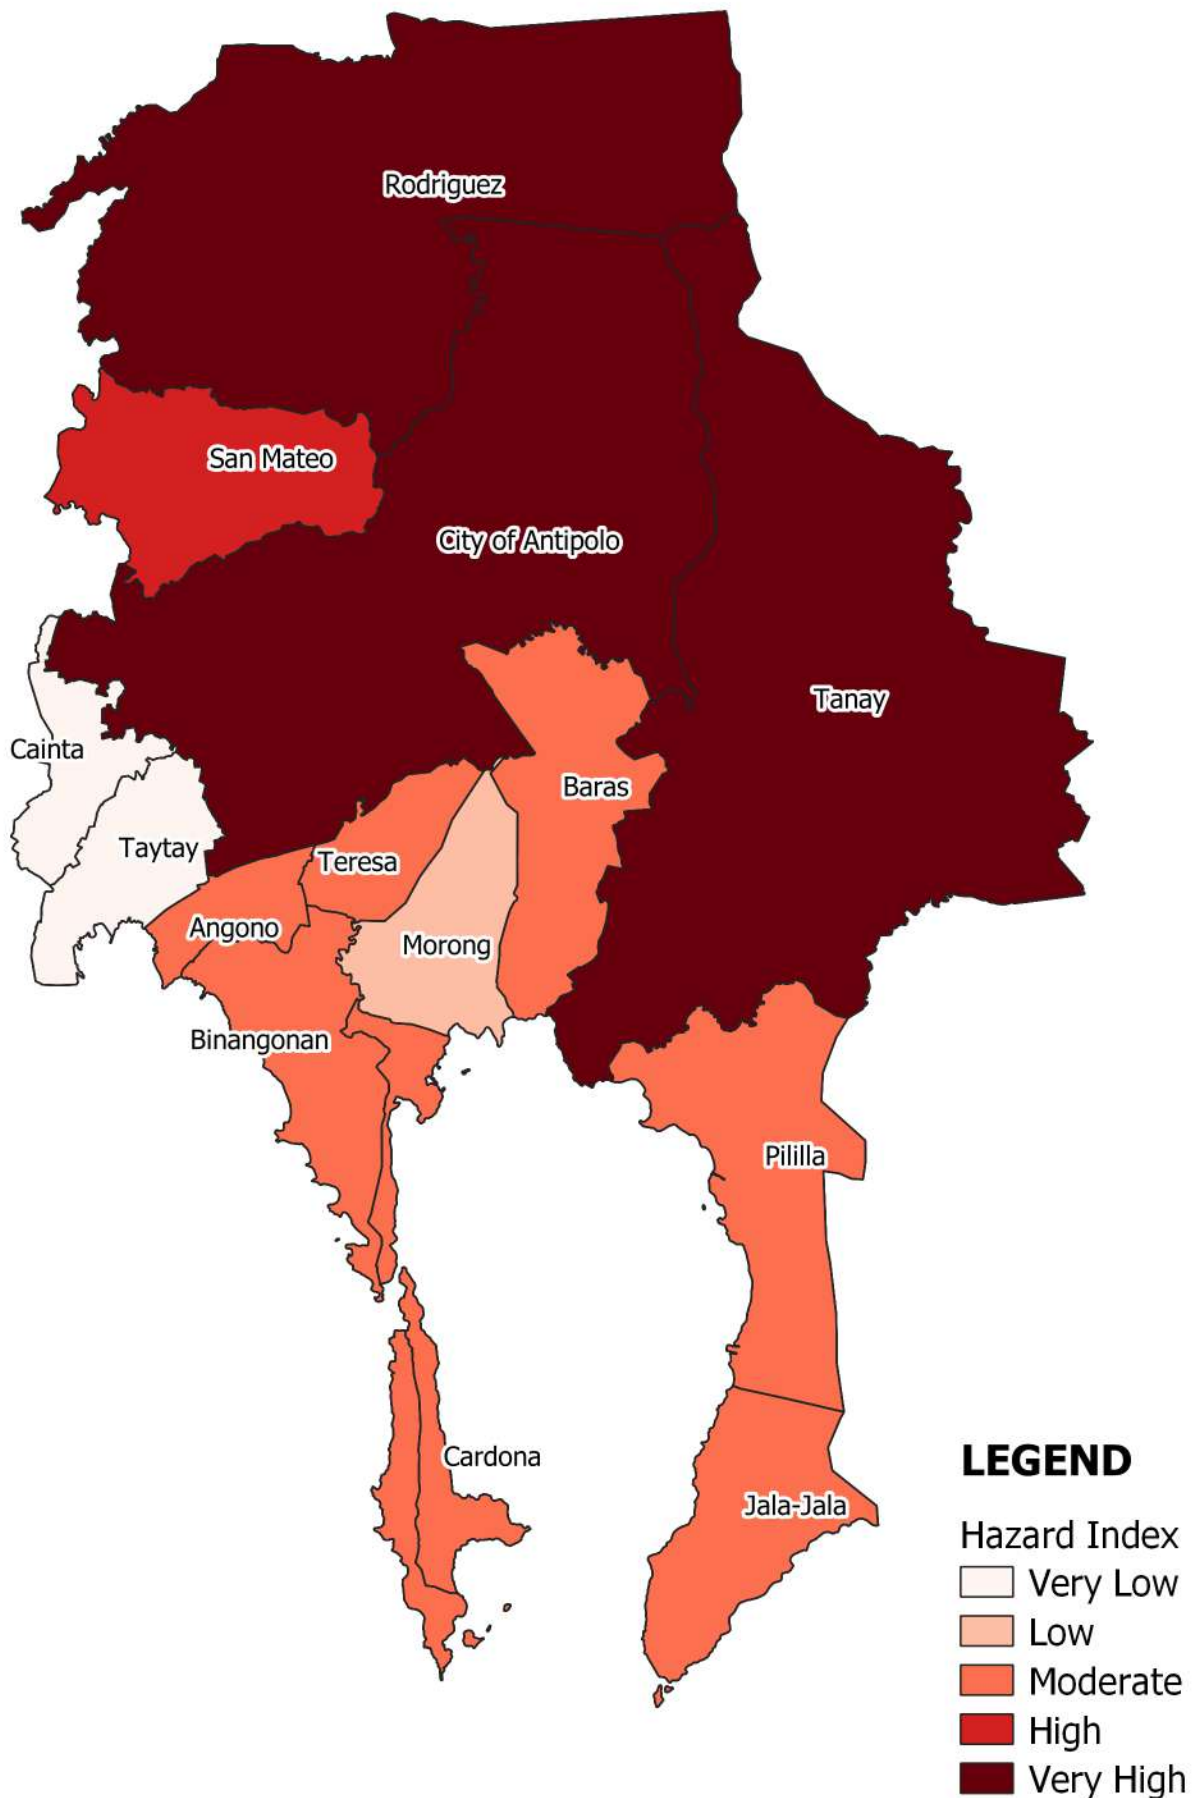 Rodriguez
San Mateo
City of Antipolo
Tanay
Cainta
Baras
Taytay
Teresa
Angono
Morong
Binangonan
Pililla
Cardona
Jala-Jala
LEGEND
Hazard Index
Very Low
Low
Moderate
High
Very High